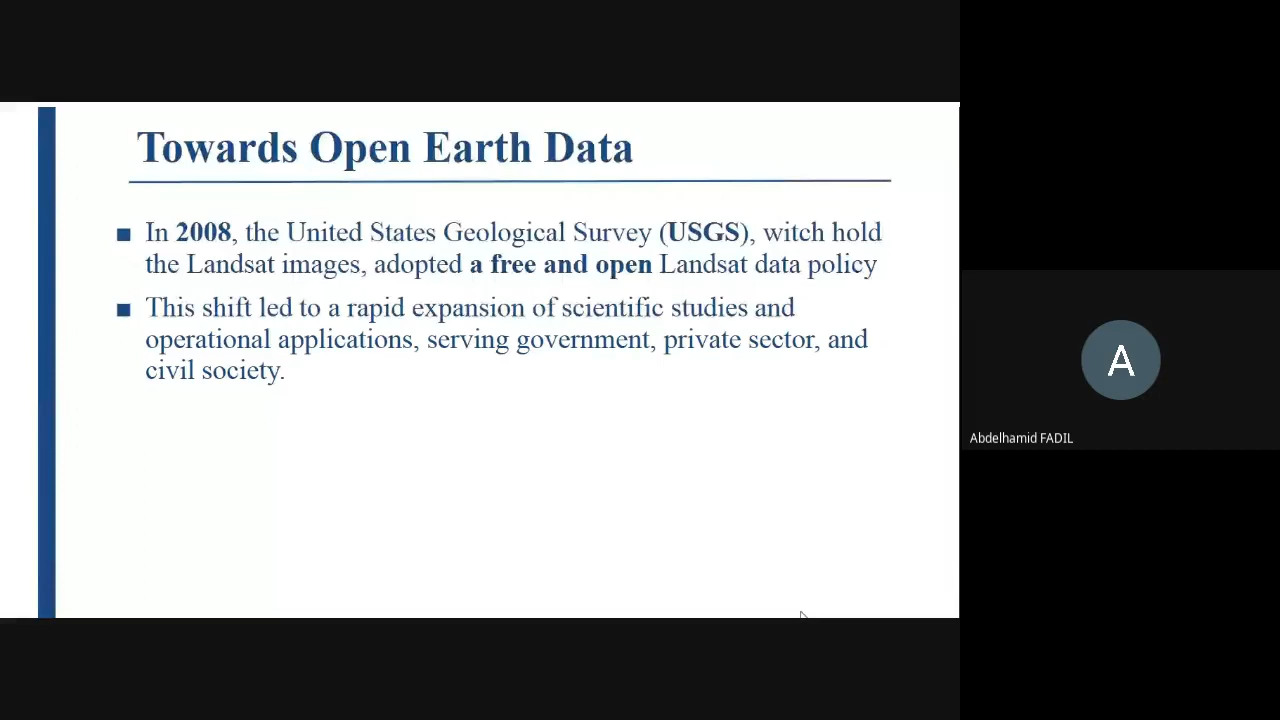 Towards Open Earth Data
■ In 2008, the United States Geological Survey (USGS), witch hold
the Landsat images, adopted a free and open Landsat data policy
■ This shift led to a rapid expansion of scientific studies and
operational applications, serving government, private sector, and
civil society.
A
Abdelhamid FADIL